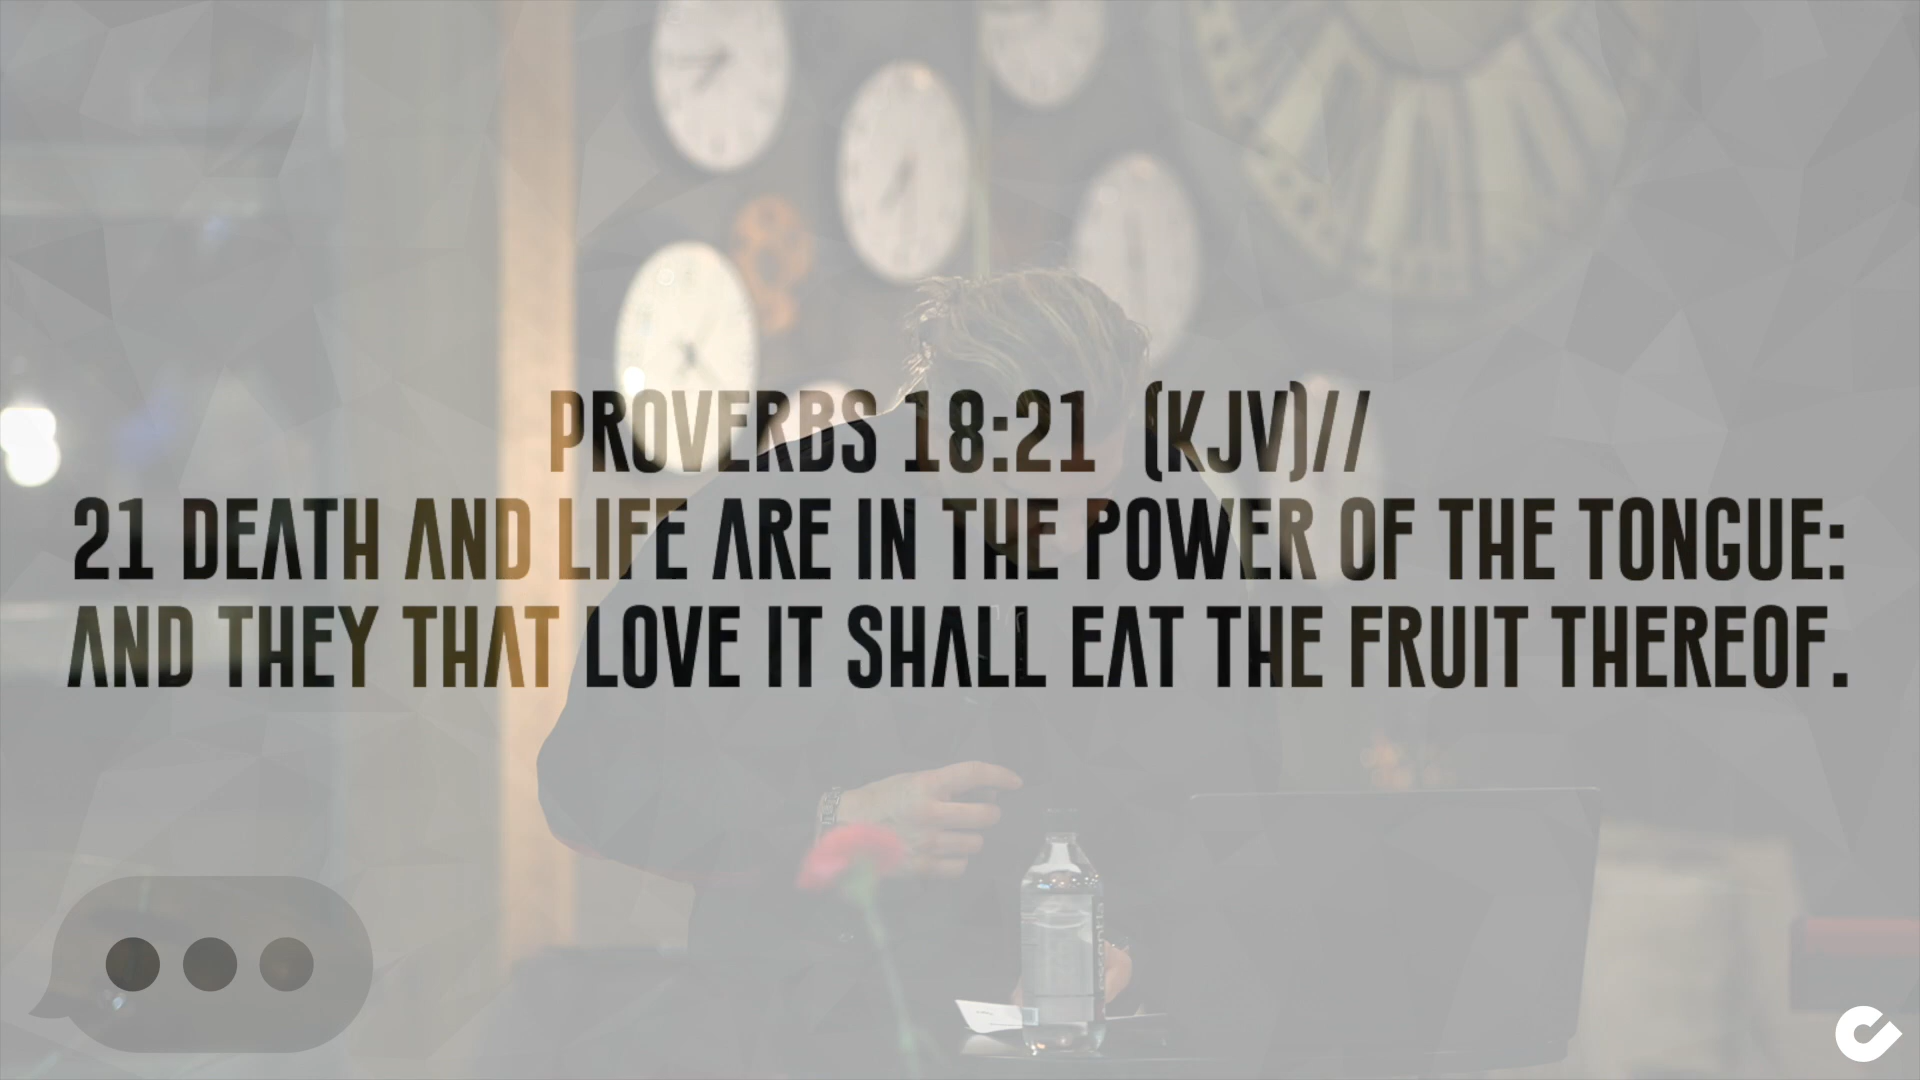 PROVERBS 18:21 (KJV)//
21 DEATH AND LIFE ARE IN THE POWER OF THE TONGUE:
AND THEY THAT LOVE IT SHALL EAT THE FRUIT THEREOF.
essentia